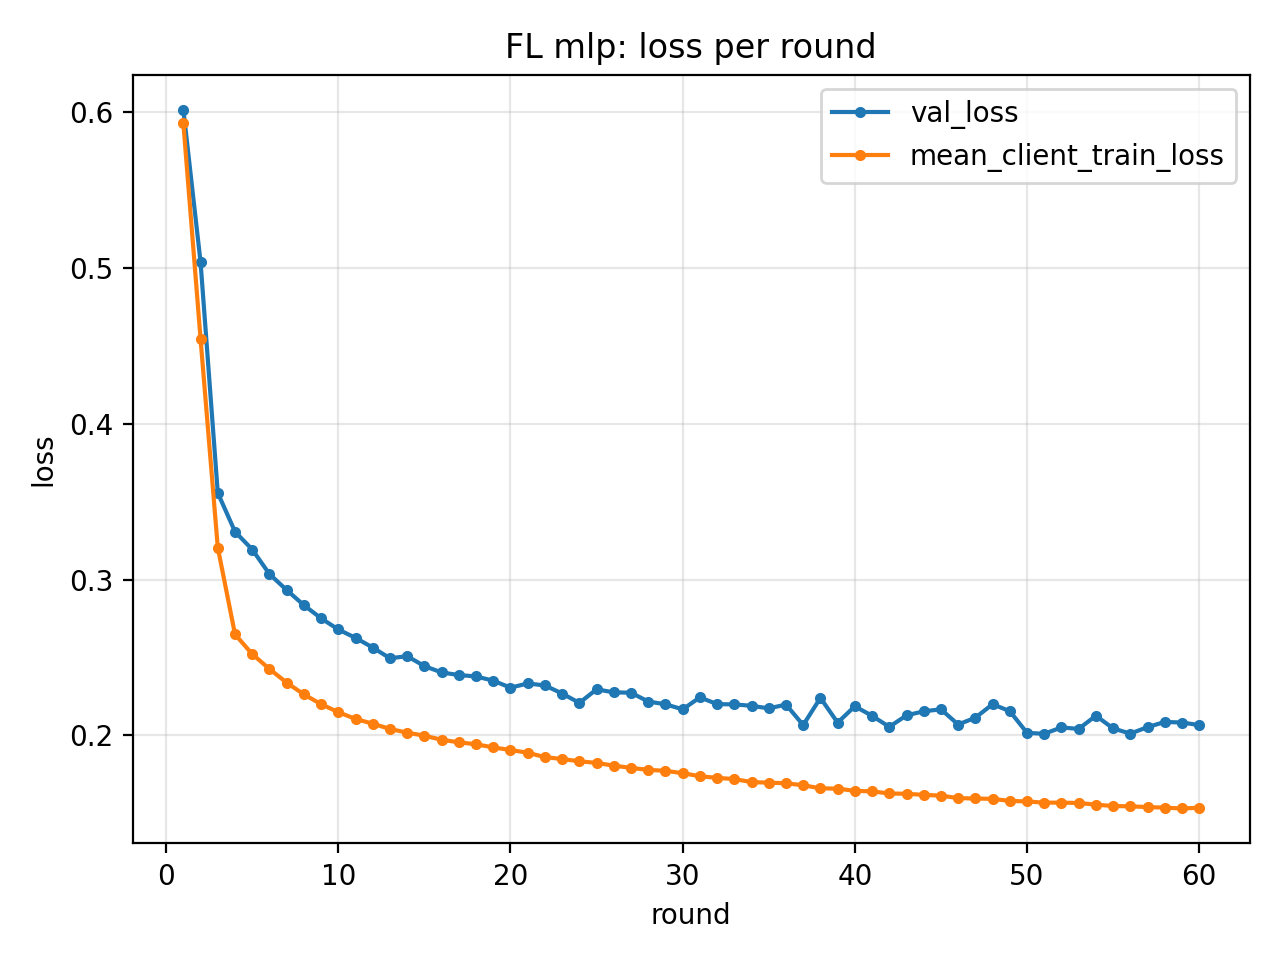 FL mlp: loss per round
val_loss
mean_client_train_loss
0.6
0.5
0.4
0.3
0.2
loss
0 10 20 30 40 50 60
round